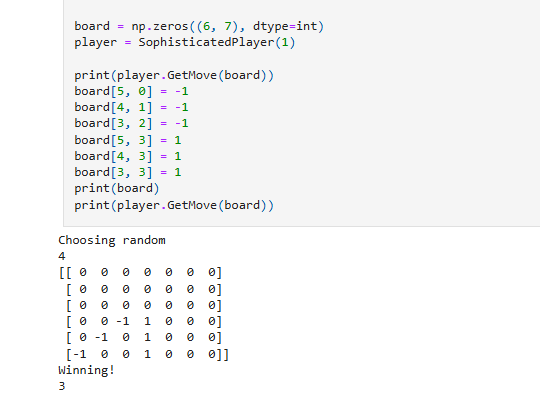 board = np.zeros((6, 7), dtype=int)
player = SophisticatedPlayer(1)
print(player.GetMove(board))
board[5, 0] = -1
board[4, 1] = -1
board[3, 2] = -1
board[5, 3] = 1
board[4, 3] = 1
board[3, 3] = 1
print(board)
print(player.GetMove(board))
Choosing random
4
[[ 0 0 0 0 0 0 0]
[ 0 0 0 0 0 0 0]
[ 0 0 0 0 0 0 0]
[ 0 0 -1 1 0 0 0]
[ 0 -1 0 1 0 0 0]
[-1 0 0 1 0 0 0]]
Winning!
3